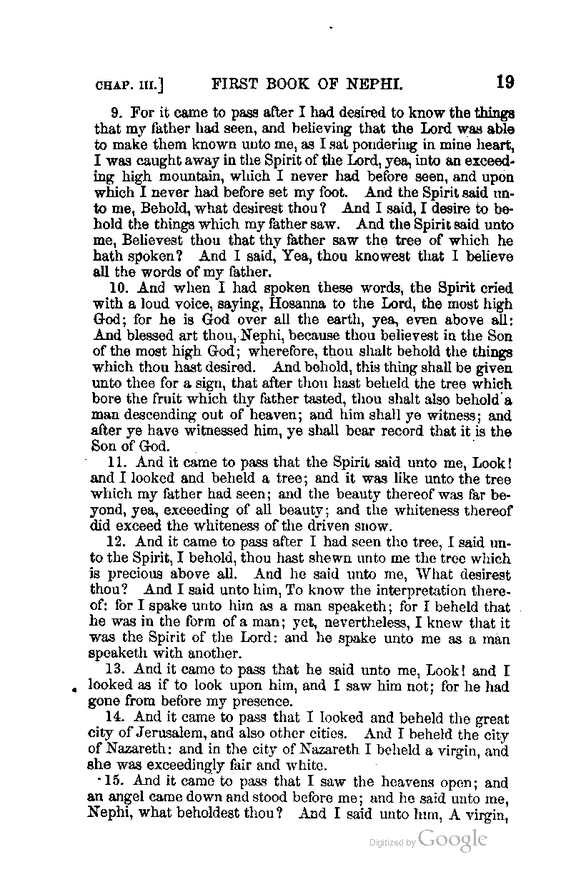 CHAP. III.] FIRST BOOK OF NEPHI. 19
9. For it came to pass after I had desired to know the things
that my father had seen, and believing that the Lord was able
to make them known unto me, as I sat pondering in mine heart,
I was caught away in the Spirit of the Lord, yea, into an exceed-
ing high mountain, which I never had before seen, and upon
which I never had before set my foot. And the Spirit said un-
to me, Behold, what desirest thou? And I said, I desire to be-
hold the things which my father saw. And the Spirit said unto
me, Believest thou that thy father saw the tree of which he
hath spoken? And I said, Yea, thou knowest that I believe
all the words of my father.
10. And when I had spoken these words, the Spirit cried
with a loud voice, saying, Hosanna to the Lord, the most high
God; for he is God over all the earth, yea, even above all:
And blessed art thou, Nephi, because thou believest in the Son
of the most high God; wherefore, thou shalt behold the things
which thou hast desired. And behold, this thing shall be given
unto thee for a sign, that after thou hast beheld the tree which
bore the fruit which thy father tasted, thou shalt also behold a
man descending out of heaven; and him shall ye witness; and
after ye have witnessed him, ye shall bear record that it is the
Son of God.
11. And it came to pass that the Spirit said unto me, Look!
and I looked and beheld a tree; and it was like unto the tree
which my father had seen; and the beauty thereof was far be-
yond, yea, exceeding of all beauty; and the whiteness thereof
did exceed the whiteness of the driven snow.
12. And it came to pass after I had seen the tree, I said un-
to the Spirit, I behold, thou hast shewn unto me the tree which
is precious above all. And he said unto me, What desirest
thou? And I said unto him, To know the interpretation there-
of: for I spake unto him as a man speaketh; for I beheld that
he was in the form of a man; yet, nevertheless, I knew that it
was the Spirit of the Lord: and he spake unto me as a man
speaketh with another.
13. And it came to pass that he said unto me, Look! and I
looked as if to look upon him, and I saw him not; for he had
gone from before my presence.
14. And it came to pass that I looked and beheld the great
city of Jerusalem, and also other cities. And I beheld the city
of Nazareth: and in the city of Nazareth I beheld a virgin, and
she was exceedingly fair and white.
15. And it came to pass that I saw the heavens open; and
an angel came down and stood before me; and he said unto me,
Nephi, what beholdest thou? And I said unto him, A virgin,
Digitized by Google